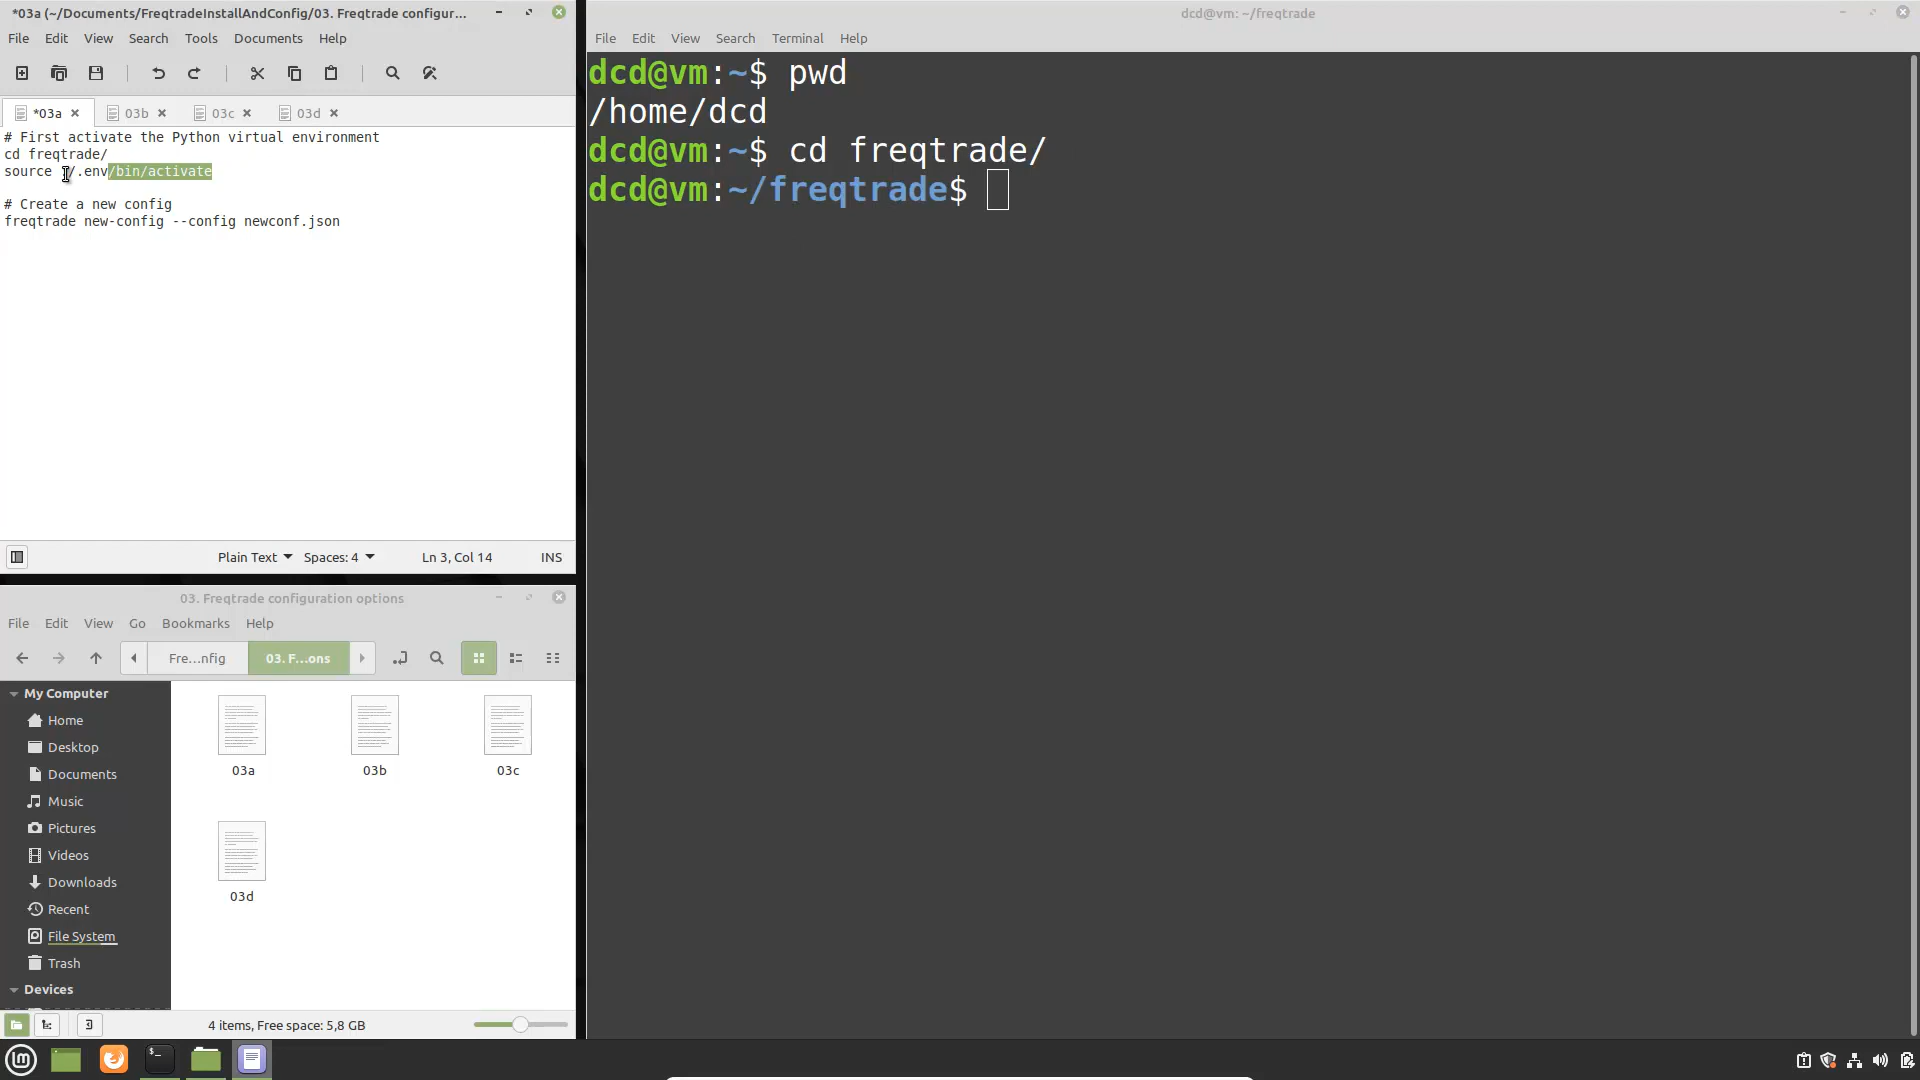 *03a (~/Documents/FreqtradeInstallAndConfig/03. Freqtrade configur...
File Edit View Search Tools Documents Help
*03a 03b 03c 03d
# First activate the Python virtual environment
cd freqtrade/
source /.env/bin/activate
# Create a new config
freqtrade new-config --config newconf.json
Plain Text Spaces: 4 Ln 3, Col 14 INS
03. Freqtrade configuration options
File Edit View Go Bookmarks Help
Fre...nfig 03. F...ons
My Computer
Home
Desktop
Documents
Music
Pictures
Videos
Downloads
Recent
File System
Trash
Devices
03a 03b 03c
03d
4 items, Free space: 5,8 GB
dcd@vm: ~/freqtrade
File Edit View Search Terminal Help
dcd@vm:~$ pwd
/home/dcd
dcd@vm:~$ cd freqtrade/
dcd@vm:~/freqtrade$